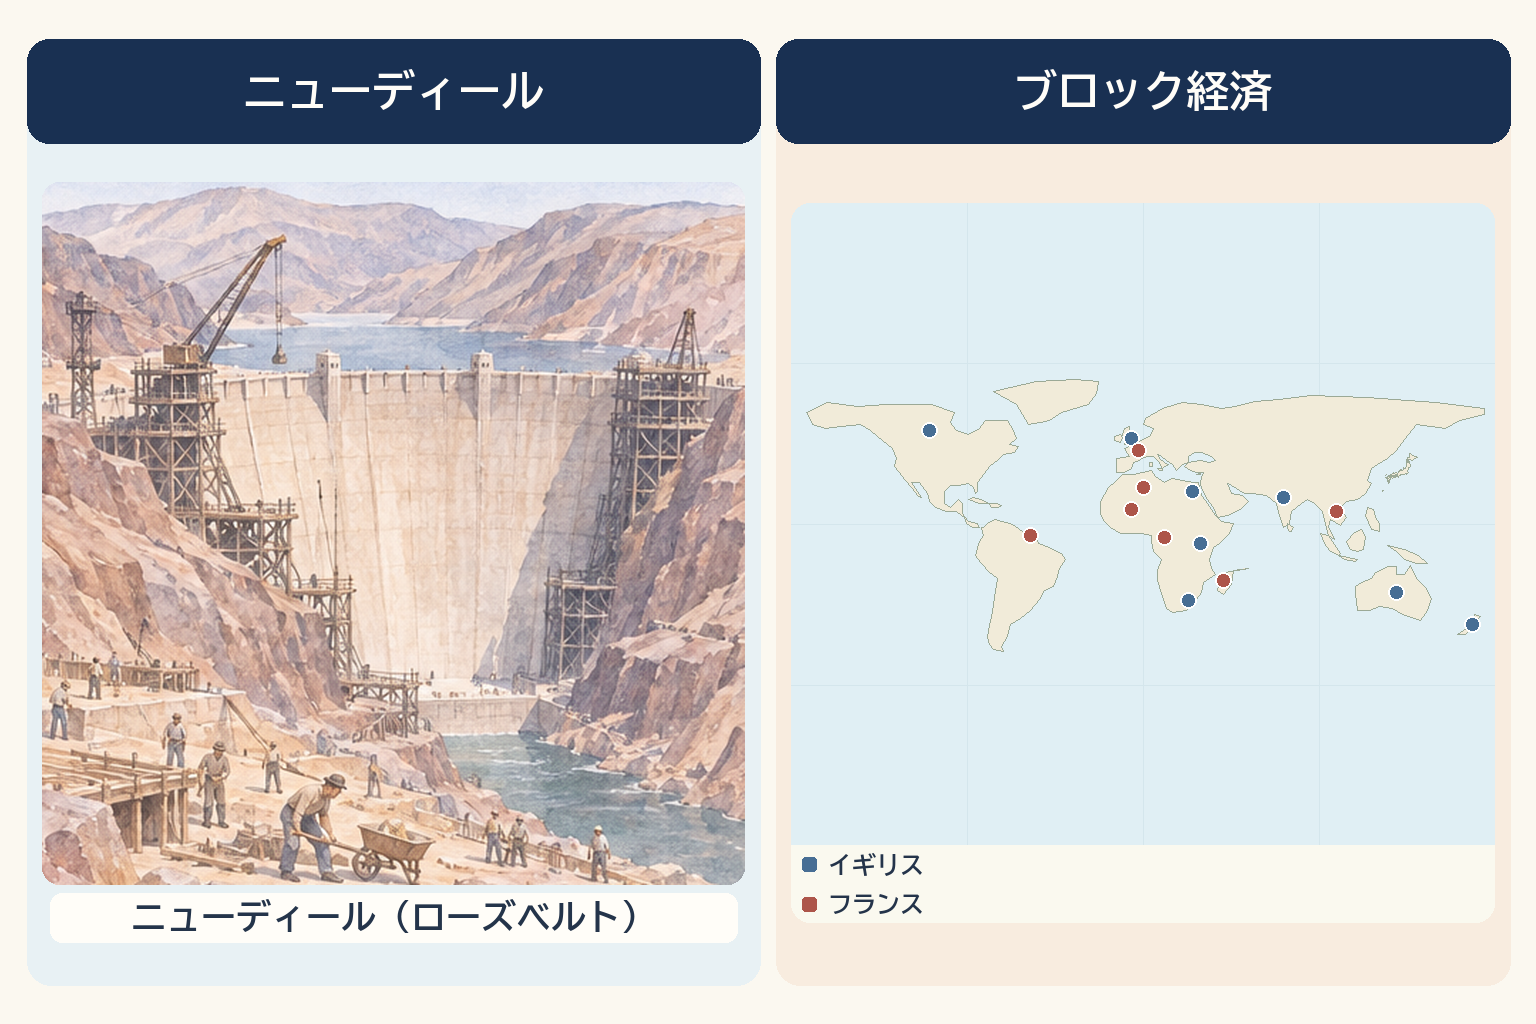 ニューディール
ニューディール（ローズベルト）
ブロック経済
イギリス
フランス